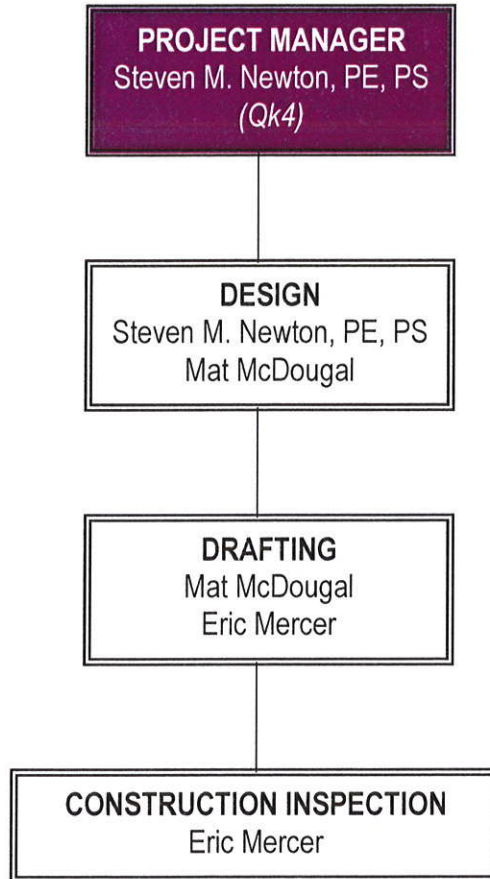 PROJECT MANAGER
Steven M. Newton, PE, PS
(Qk4)
DESIGN
Steven M. Newton, PE, PS
Mat McDougal
DRAFTING
Mat McDougal
Eric Mercer
CONSTRUCTION INSPECTION
Eric Mercer